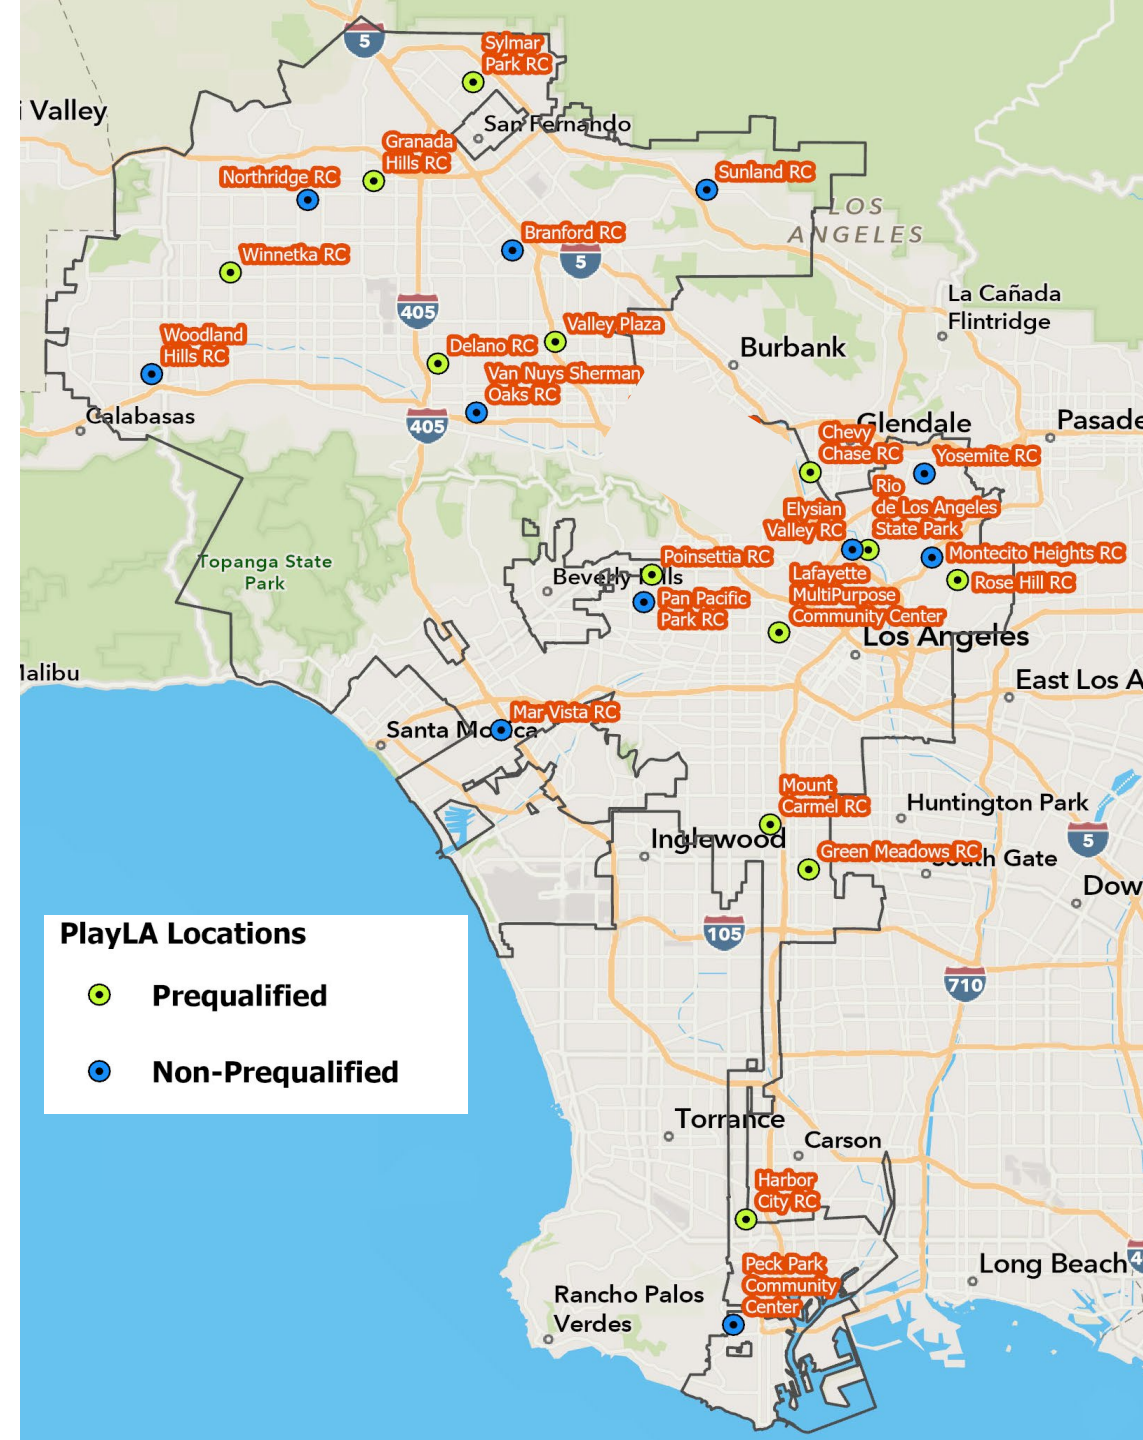 5
Sylmar
Park RC
i Valley
San Fernando
Granada
Hills RC
Northridge RC
Sunland RC
LOS
ANGELES
Branford RC
Winnetka RC
5
La Cañada
Flintridge
405
Valley Plaza
Woodland
Hills RC
Delano RC
Burbank
Van Nuys Sherman
Oaks RC
Calabasas
405
Glendale
Pasade
Chevy
Chase RC
Yosemite RC
Rio
de Los Angeles
State Park
Elysian
Valley RC
Topanga State
Park
Poinsettia RC
Montecito Heights RC
Beverly Hills
Lafayette
MultiPurpose
Community Center
Rose Hill RC
Pan Pacific
Park RC
Los Angeles
Malibu
East Los A
Mar Vista RC
Santa Monica
Mount
Carmel RC
Huntington Park
Inglewood
5
Green Meadows RC
South Gate
Dow
105
710
PlayLA Locations
Prequalified
Non-Prequalified
Torrance
Carson
Harbor
City RC
Peck Park
Community
Center
Long Beach
4
Rancho Palos
Verdes